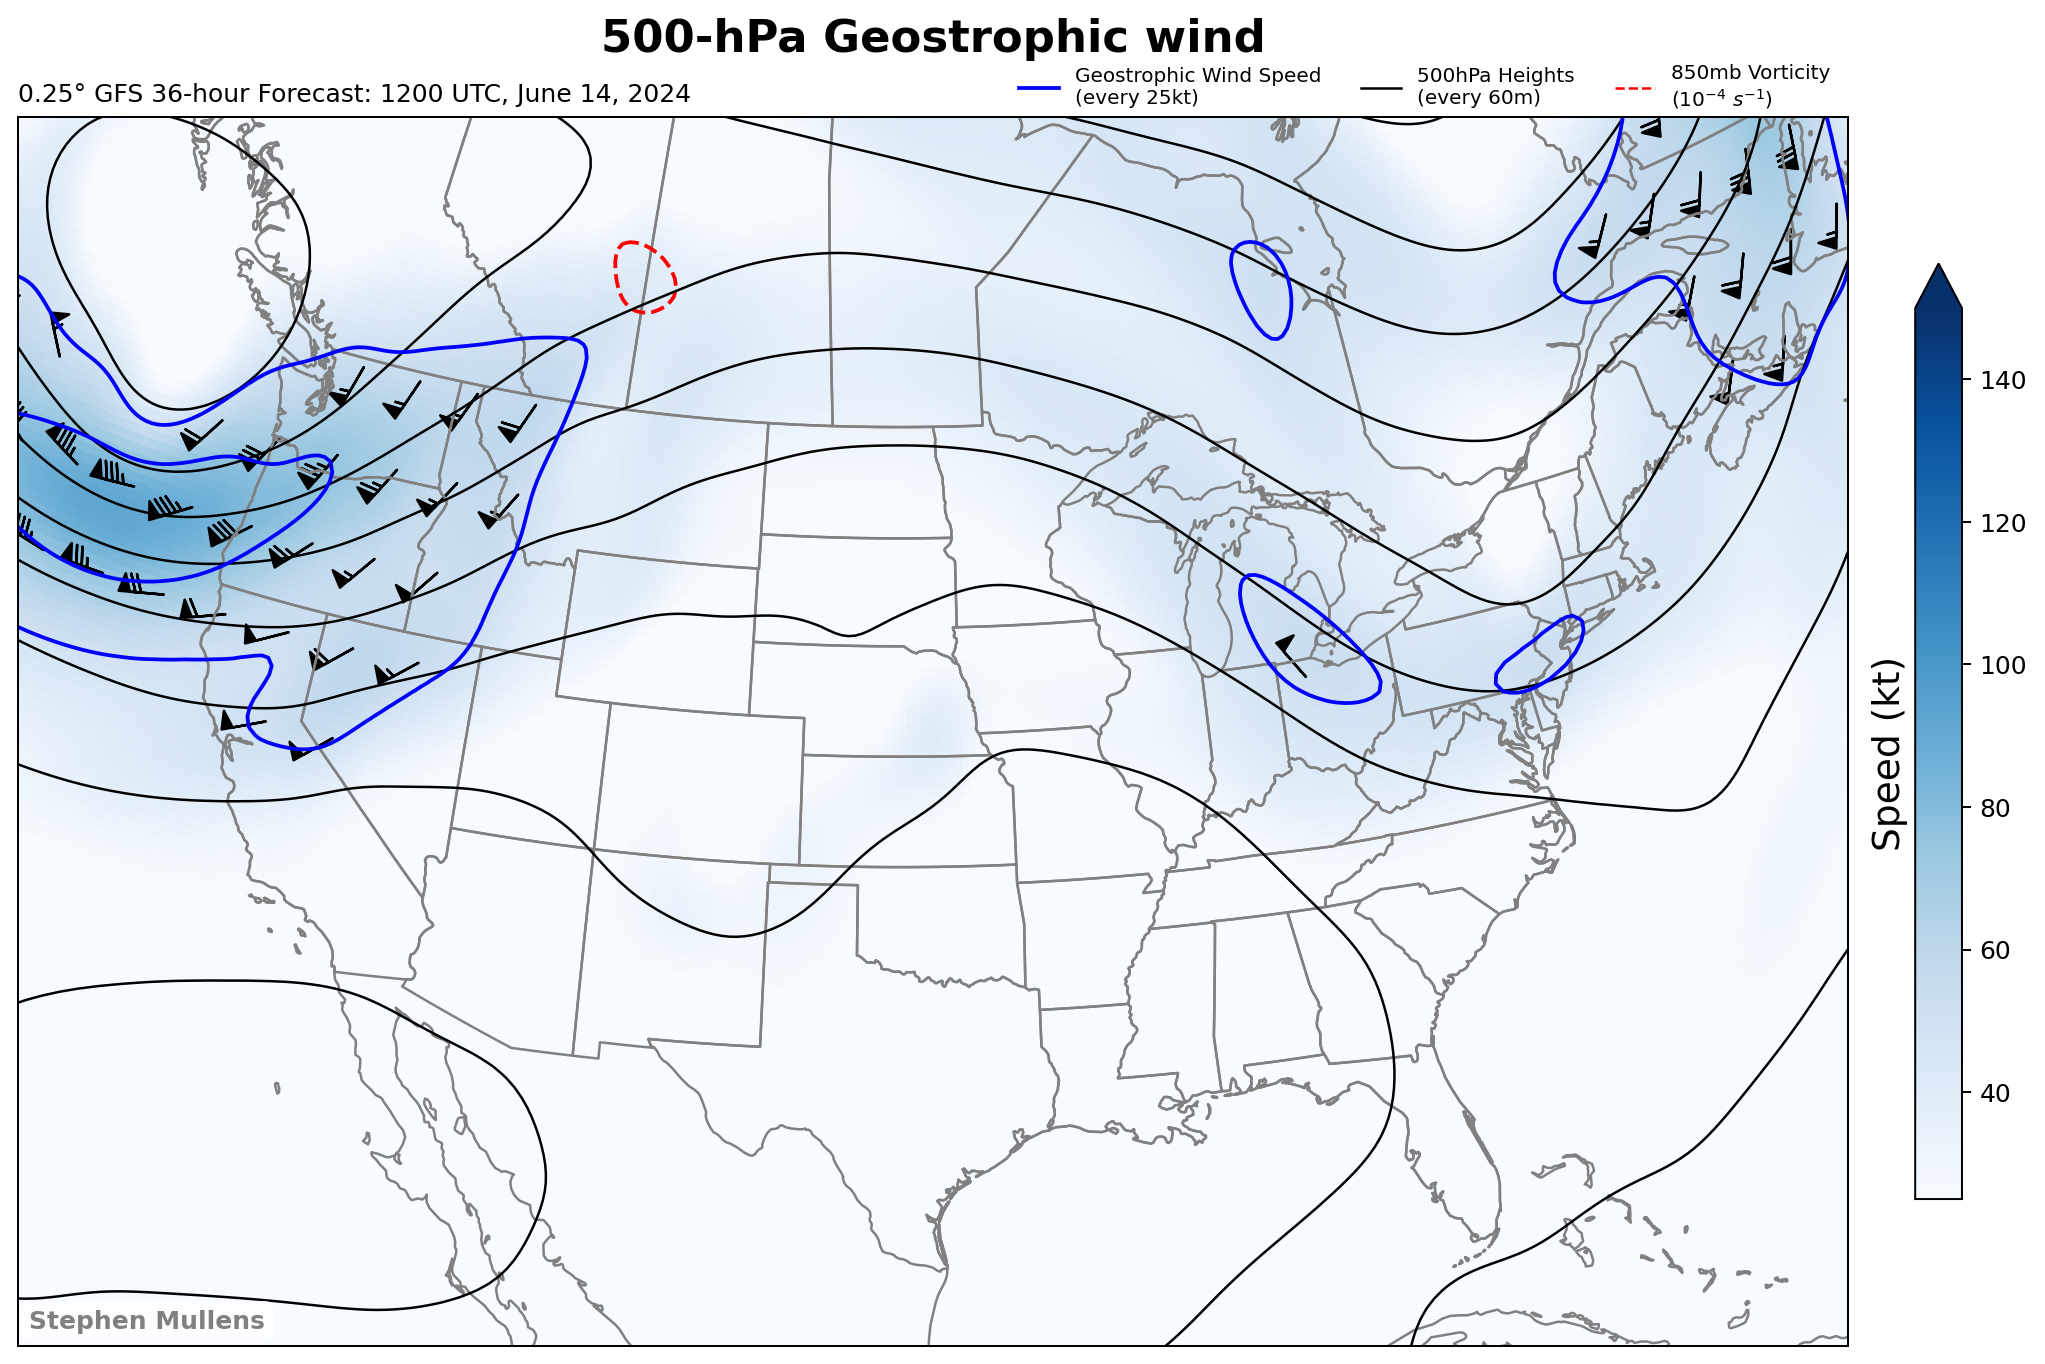 500-hPa Geostrophic wind
0.25° GFS 36-hour Forecast: 1200 UTC, June 14, 2024
Geostrophic Wind Speed
(every 25kt)
500hPa Heights
(every 60m)
850mb Vorticity
(10⁻⁴ s⁻¹)
140
120
100
80
60
40
Speed (kt)
Stephen Mullens